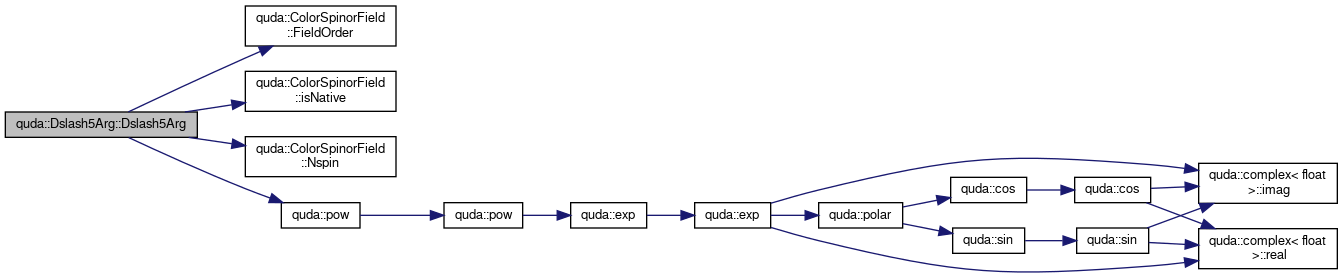 quda::ColorSpinorField
::FieldOrder
quda::ColorSpinorField
::isNative
quda::Dslash5Arg::Dslash5Arg
quda::ColorSpinorField
::Nspin
quda::pow
quda::pow
quda::exp
quda::exp
quda::polar
quda::cos
quda::cos
quda::sin
quda::sin
quda::complex< float
>::imag
quda::complex< float
>::real